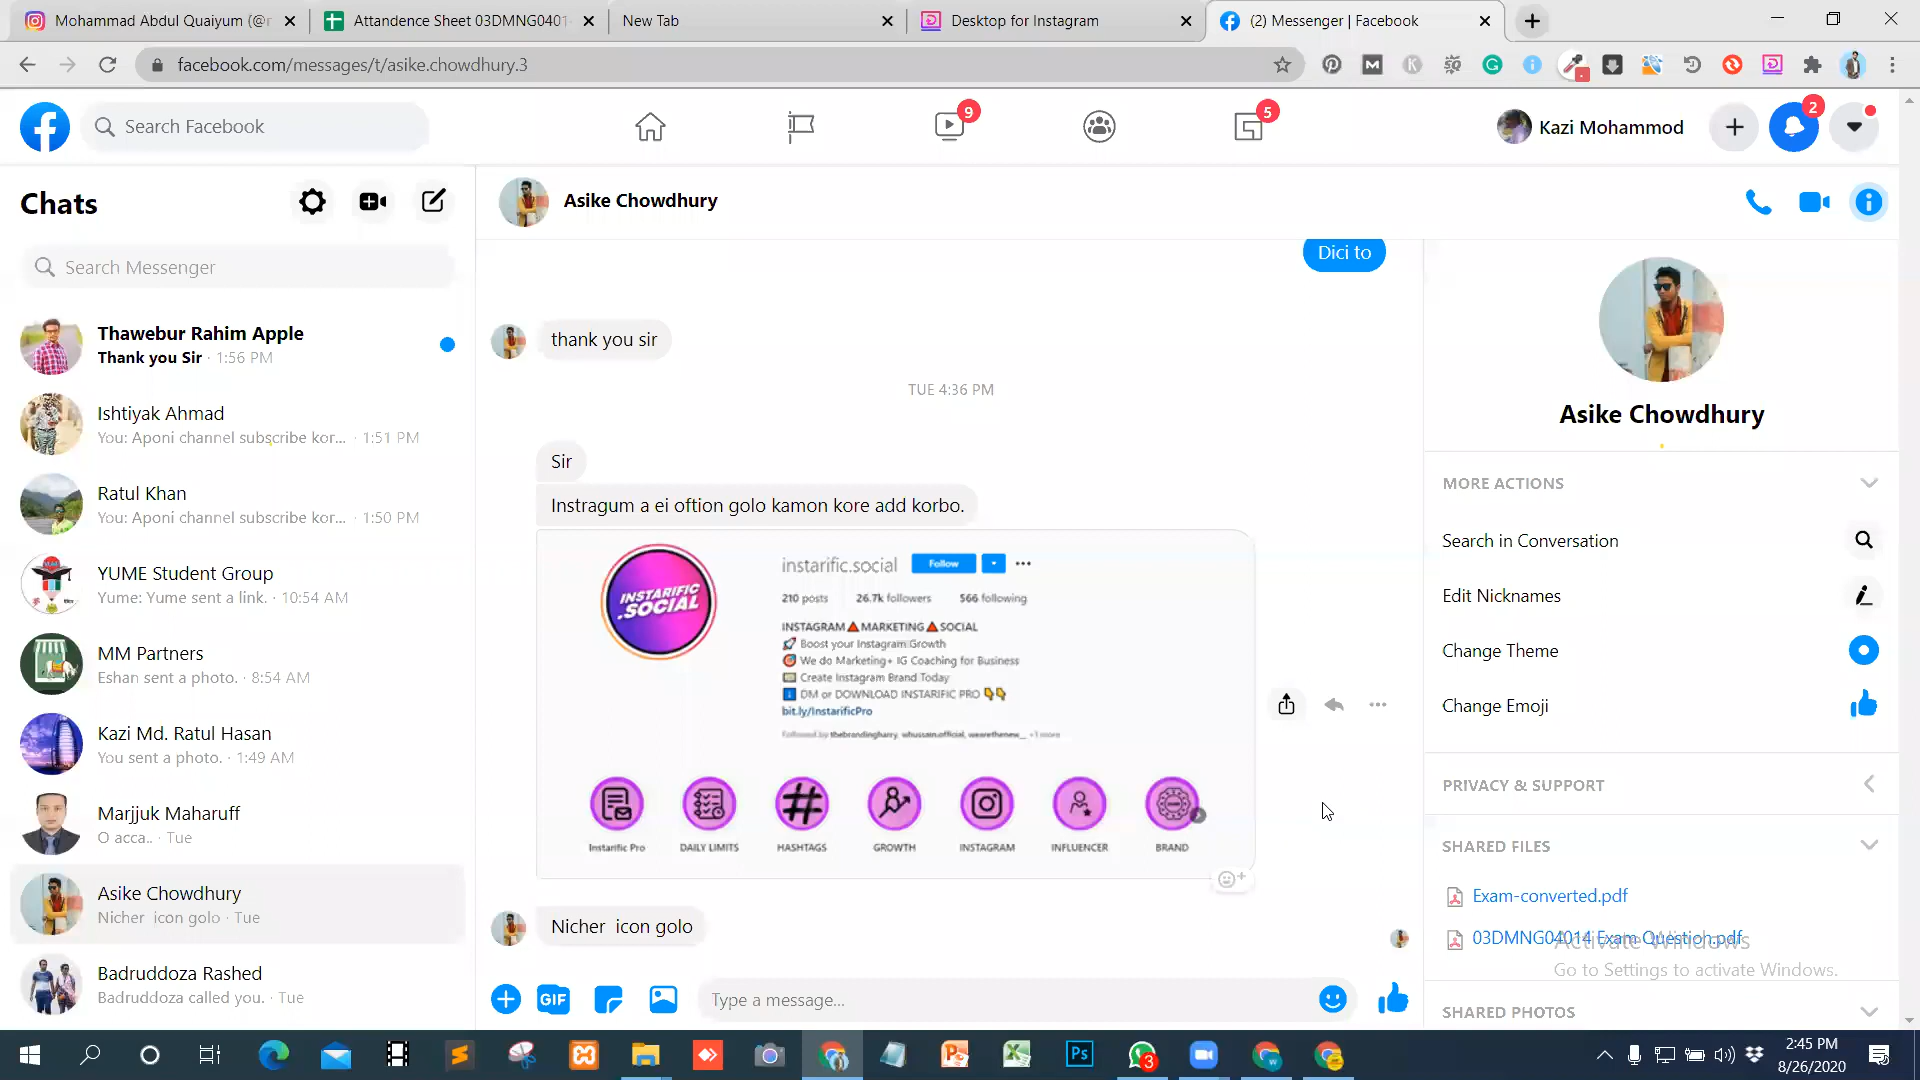 Mohammad Abdul Quaiyum (@r
Attandence Sheet 03DMNG0401
New Tab
Desktop for Instagram
(2) Messenger | Facebook
facebook.com/messages/t/asike.chowdhury.3
Search Facebook
9
5
Kazi Mohammod
2
Chats
Search Messenger
Thawebur Rahim Apple
Thank you Sir · 1:56 PM
Ishtiyak Ahmad
You: Aponi channel subscribe kor... · 1:51 PM
Ratul Khan
You: Aponi channel subscribe kor... · 1:50 PM
YUME Student Group
Yume: Yume sent a link. · 10:54 AM
MM Partners
Eshan sent a photo. · 8:54 AM
Kazi Md. Ratul Hasan
You sent a photo. · 1:49 AM
Marjjuk Maharuff
O acca.. · Tue
Asike Chowdhury
Nicher icon golo · Tue
Badruddoza Rashed
Badruddoza called you. · Tue
Asike Chowdhury
Dici to
thank you sir
TUE 4:36 PM
Sir
Instragum a ei oftion golo kamon kore add korbo.
INSTARIFIC
.SOCIAL
instarific.social Follow
210 posts 26.7k followers 566 following
INSTAGRAM🔺MARKETING🔺SOCIAL
🚀 Boost your Instagram Growth
🎯 We do Marketing+ IG Coaching for Business
Create Instagram Brand Today
DM or DOWNLOAD INSTARIFIC PRO 👇👇
bit.ly/InstarificPro
Followed by thebrandingharry, whussain.official, wearethenew__ +1 more
Instarific Pro DAILY LIMITS HASHTAGS GROWTH INSTAGRAM INFLUENCER BRAND
Nicher icon golo
GIF
Type a message...
Asike Chowdhury
MORE ACTIONS
Search in Conversation
Edit Nicknames
Change Theme
Change Emoji
PRIVACY & SUPPORT
SHARED FILES
Exam-converted.pdf
03DMNG04014 Exam Question.pdf
SHARED PHOTOS
Activate Windows
Go to Settings to activate Windows.
Ps
3
2:45 PM
8/26/2020